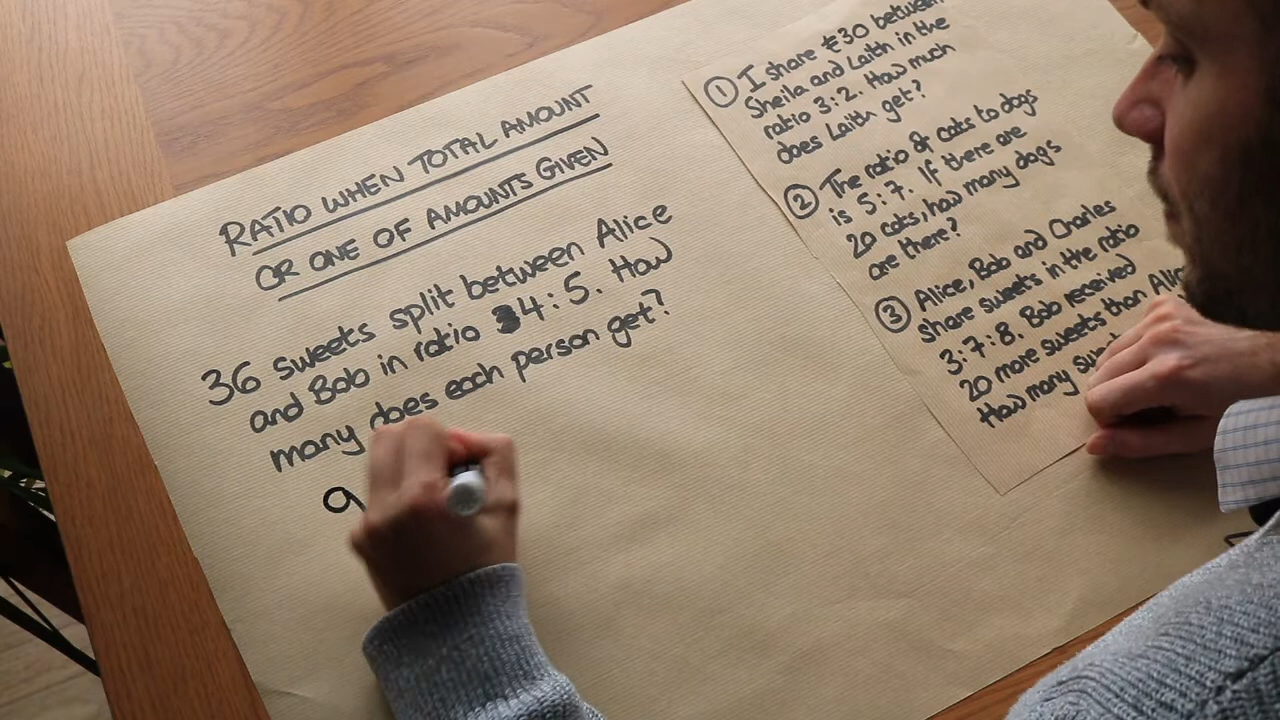 RATIO WHEN TOTAL AMOUNT
OR ONE OF AMOUNTS GIVEN
36 sweets split between Alice
and Bob in ratio 4:5. How
many does each person get?
9
① I share £30 between
Sheila and Laith in the
ratio 3:2. How much
does Laith get?
② The ratio of cats to dogs
is 5:7. If there are
20 cats, how many dogs
are there?
③ Alice, Bob and Charles
share sweets in the ratio
3:7:8. Bob received
20 more sweets than
How many